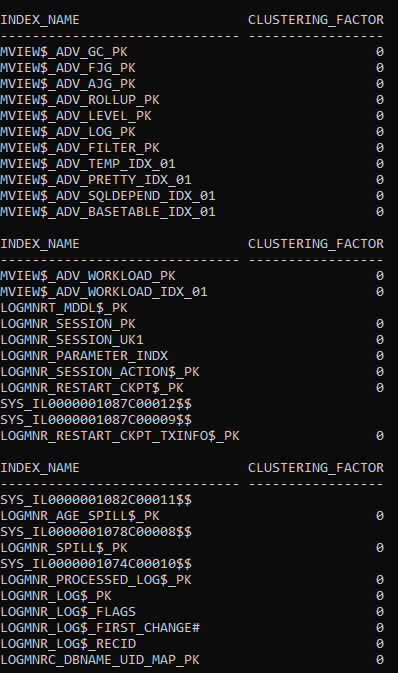 INDEX_NAME                     CLUSTERING_FACTOR
------------------------------ -----------------
MVIEW$_ADV_GC_PK                               0
MVIEW$_ADV_FJG_PK                              0
MVIEW$_ADV_AJG_PK                              0
MVIEW$_ADV_ROLLUP_PK                           0
MVIEW$_ADV_LEVEL_PK                            0
MVIEW$_ADV_LOG_PK                              0
MVIEW$_ADV_FILTER_PK                           0
MVIEW$_ADV_TEMP_IDX_01                         0
MVIEW$_ADV_PRETTY_IDX_01                       0
MVIEW$_ADV_SQLDEPEND_IDX_01                    0
MVIEW$_ADV_BASETABLE_IDX_01                    0

INDEX_NAME                     CLUSTERING_FACTOR
------------------------------ -----------------
MVIEW$_ADV_WORKLOAD_PK                         0
MVIEW$_ADV_WORKLOAD_IDX_01                     0
LOGMNRT_MDDL$_PK
LOGMNR_SESSION_PK                              0
LOGMNR_SESSION_UK1                             0
LOGMNR_PARAMETER_INDX                          0
LOGMNR_SESSION_ACTION$_PK                      0
LOGMNR_RESTART_CKPT$_PK                        0
SYS_IL0000001087C00012$$
SYS_IL0000001087C00009$$
LOGMNR_RESTART_CKPT_TXINFO$_PK                 0

INDEX_NAME                     CLUSTERING_FACTOR
------------------------------ -----------------
SYS_IL0000001082C00011$$
LOGMNR_AGE_SPILL$_PK                           0
SYS_IL0000001078C00008$$
LOGMNR_SPILL$_PK                               0
SYS_IL0000001074C00010$$
LOGMNR_PROCESSED_LOG$_PK                       0
LOGMNR_LOG$_PK                                 0
LOGMNR_LOG$_FLAGS                              0
LOGMNR_LOG$_FIRST_CHANGE#                      0
LOGMNR_LOG$_RECID                              0
LOGMNRC_DBNAME_UID_MAP_PK                      0